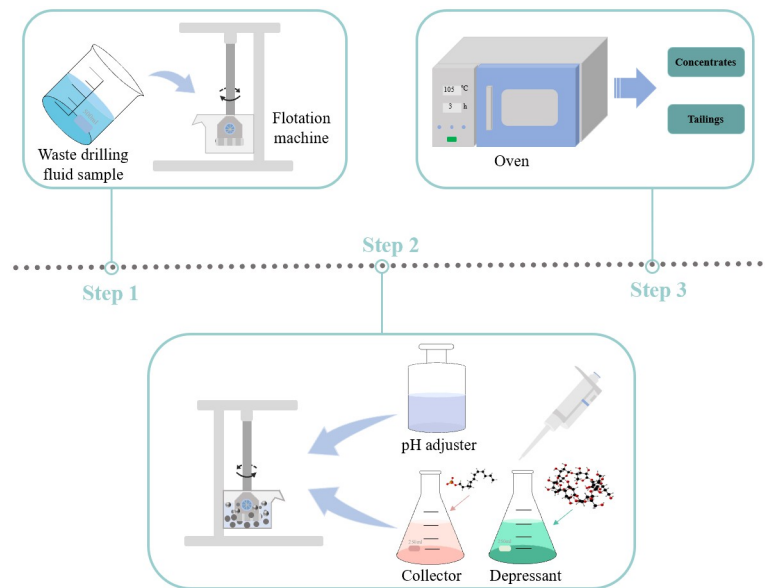 Waste drilling
fluid sample
Flotation
machine
Step 1
105 ℃
3 h
Oven
Concentrates
Tailings
Step 2
Step 3
pH adjuster
Collector
Depressant